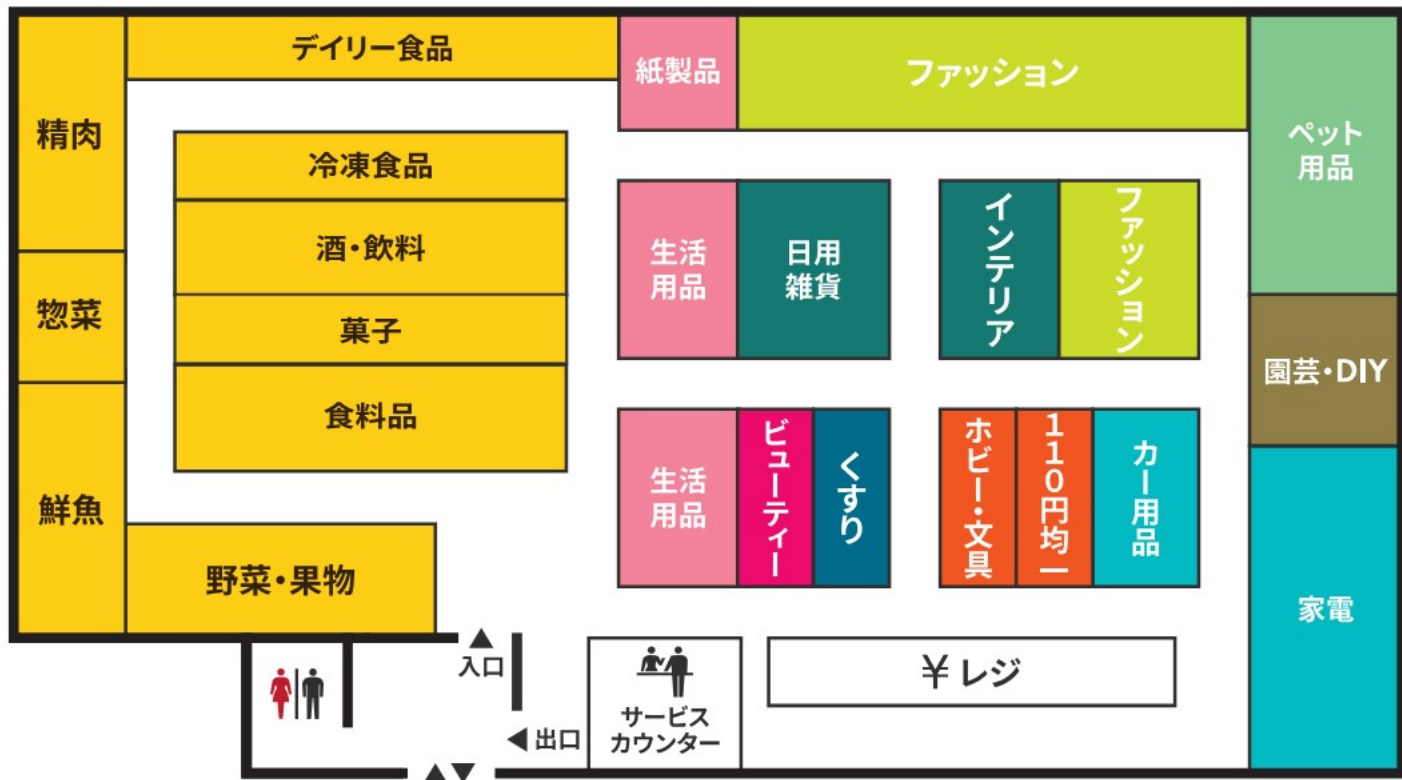 デイリー食品
紙製品
ファッション
精肉
ペット
用品
冷凍食品
酒・飲料
菓子
食料品
惣菜
生活
用品
日用
雑貨
インテリア
ファッション
園芸・DIY
鮮魚
生活
用品
ビューティー
くすり
ホビー・文具
110円均一
カー用品
野菜・果物
家電
入口
出口
サービス
カウンター
¥レジ